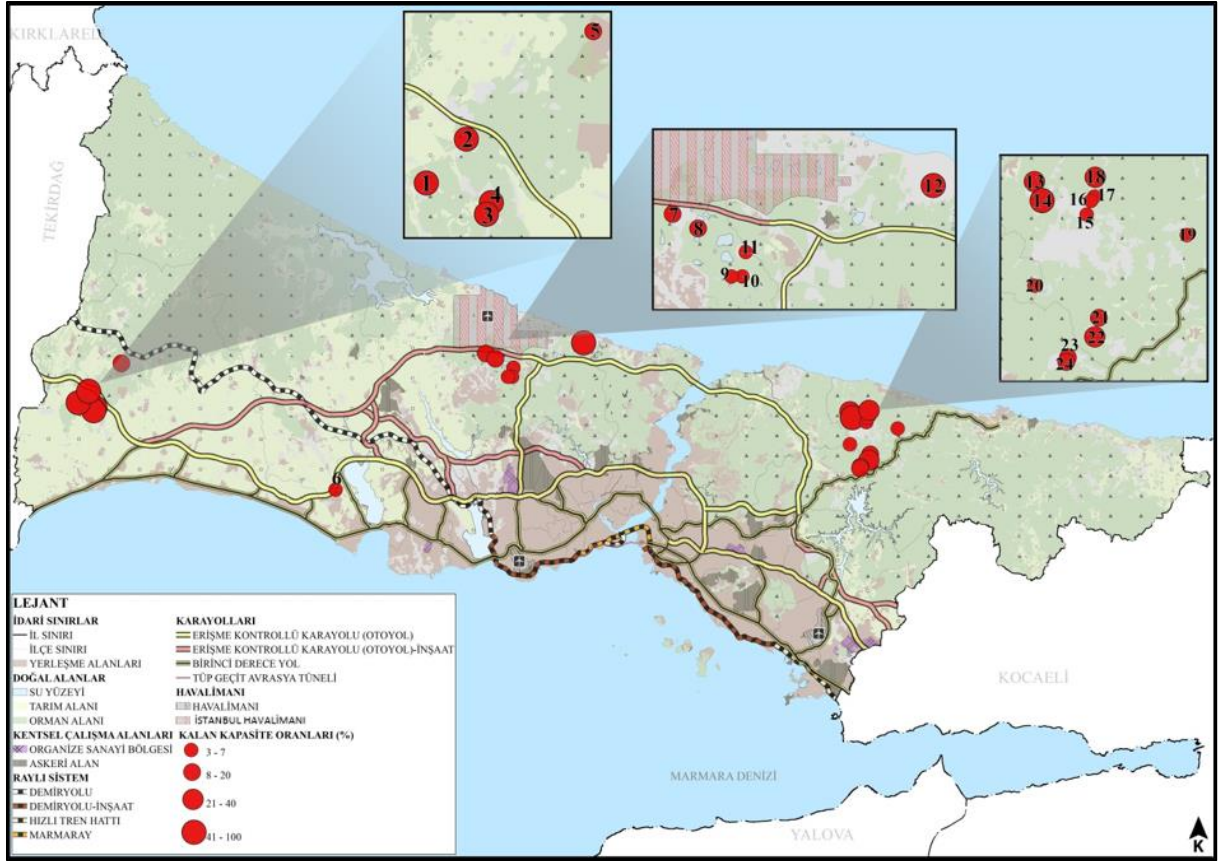 KIRKLARELİ
TEKİRDAĞ
5
2
1
4
3
7
8
11
9
10
12
13
14
18
17
16
15
19
20
21
22
23
24
6
KOCAELİ
MARMARA DENİZİ
YALOVA
K
LEJANT
İDARİ SINIRLAR
İL SINIRI
İLÇE SINIRI
YERLEŞME ALANLARI
DOĞAL ALANLAR
SU YÜZEYİ
TARIM ALANI
ORMAN ALANI
KENTSEL ÇALIŞMA ALANLARI
ORGANİZE SANAYİ BÖLGESİ
ASKERİ ALAN
RAYLI SİSTEM
DEMİRYOLU
DEMİRYOLU-İNŞAAT
HIZLI TREN HATTI
MARMARAY
KARAYOLLARI
ERİŞME KONTROLLÜ KARAYOLU (OTOYOL)
ERİŞME KONTROLLÜ KARAYOLU (OTOYOL)-İNŞAAT
BİRİNCİ DERECE YOL
TÜP GEÇİT AVRASYA TÜNELİ
HAVALİMANI
HAVALİMANI
İSTANBUL HAVALİMANI
KALAN KAPASİTE ORANLARI (%)
3 - 7
8 - 20
21 - 40
41 - 100